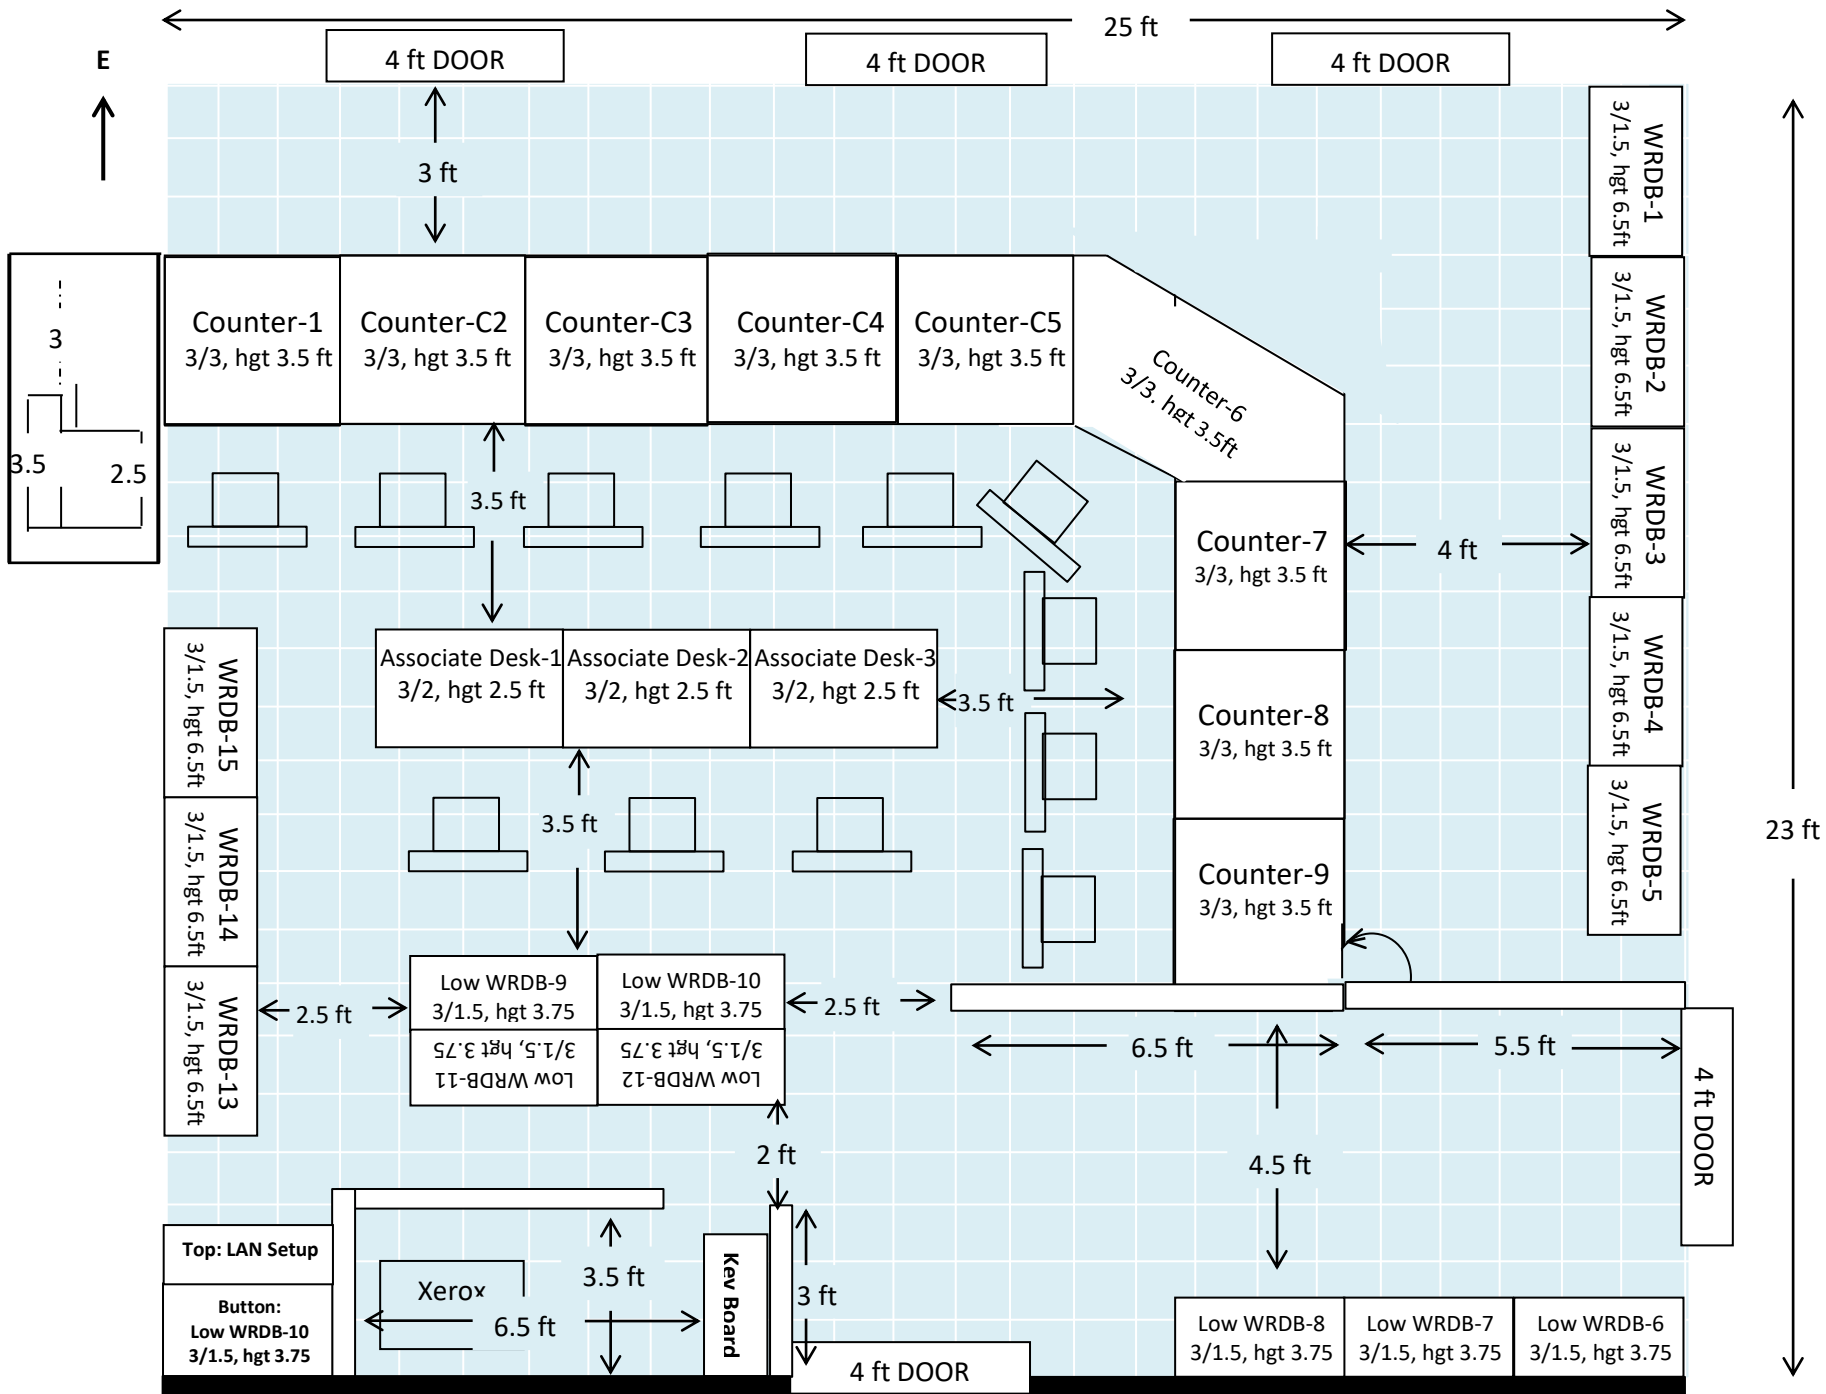 25 ft
E
4 ft DOOR
4 ft DOOR
4 ft DOOR
3 ft
WRDB-1
3/1.5, hgt 6.5ft
WRDB-2
3/1.5, hgt 6.5ft
WRDB-3
3/1.5, hgt 6.5ft
WRDB-4
3/1.5, hgt 6.5ft
WRDB-5
3/1.5, hgt 6.5ft
3
3.5
2.5
Counter-1
3/3, hgt 3.5 ft
Counter-C2
3/3, hgt 3.5 ft
Counter-C3
3/3, hgt 3.5 ft
Counter-C4
3/3, hgt 3.5 ft
Counter-C5
3/3, hgt 3.5 ft
Counter-6
3/3. hgt 3.5ft
3.5 ft
Counter-7
3/3, hgt 3.5 ft
4 ft
Associate Desk-1
3/2, hgt 2.5 ft
Associate Desk-2
3/2, hgt 2.5 ft
Associate Desk-3
3/2, hgt 2.5 ft
3.5 ft
Counter-8
3/3, hgt 3.5 ft
WRDB-15
3/1.5, hgt 6.5ft
WRDB-14
3/1.5, hgt 6.5ft
WRDB-13
3/1.5, hgt 6.5ft
3.5 ft
23 ft
Counter-9
3/3, hgt 3.5 ft
2.5 ft
Low WRDB-9
3/1.5, hgt 3.75
Low WRDB-10
3/1.5, hgt 3.75
2.5 ft
Low WRDB-11
3/1.5, hgt 3.75
Low WRDB-12
3/1.5, hgt 3.75
6.5 ft
5.5 ft
4 ft DOOR
2 ft
4.5 ft
Top: LAN Setup
Button:
Low WRDB-10
3/1.5, hgt 3.75
Xerox
3.5 ft
6.5 ft
Key Board
3 ft
4 ft DOOR
Low WRDB-8
3/1.5, hgt 3.75
Low WRDB-7
3/1.5, hgt 3.75
Low WRDB-6
3/1.5, hgt 3.75